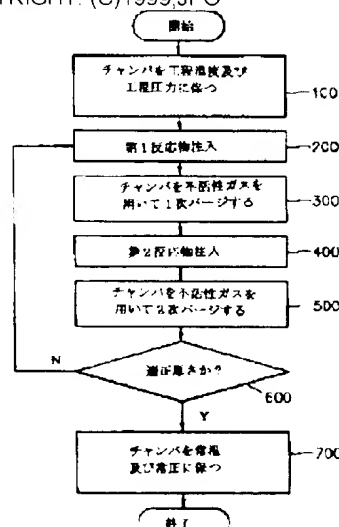 COPYRIGHT: (C)1999,JPO
開始
チャンバを工程温度及び
工程圧力に保つ
100
第1反応物注入
200
チャンバを不活性ガスを
用いて1次パージする
300
第2反応物注入
400
チャンバを不活性ガスを
用いて2次パージする
500
N
適正厚さか?
600
Y
チャンバを常温
及び常圧に保つ
700
終了